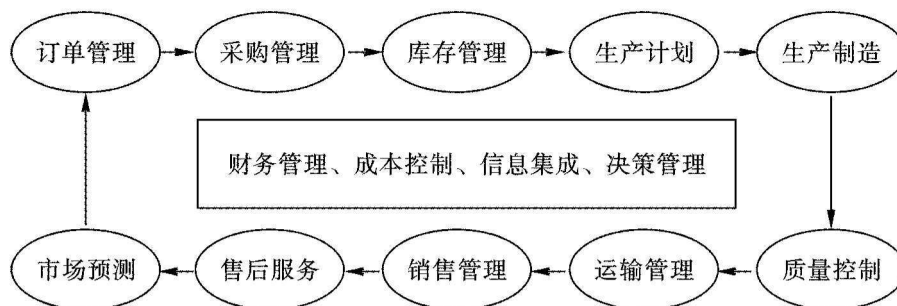 订单管理 采购管理 库存管理 生产计划 生产制造
财务管理、成本控制、信息集成、决策管理
市场预测 售后服务 销售管理 运输管理 质量控制